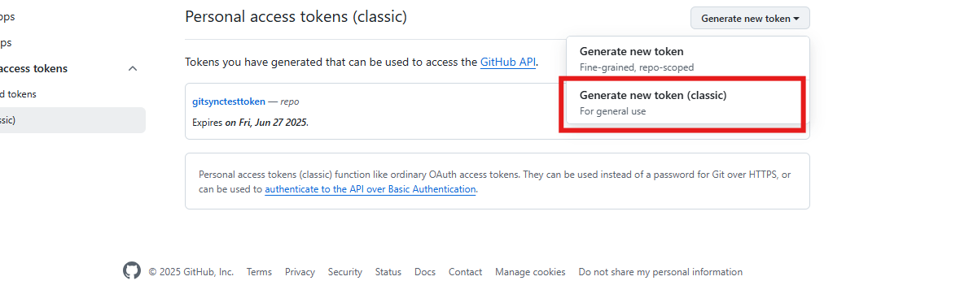 Personal access tokens (classic)
Generate new token
Tokens you have generated that can be used to access the GitHub API.
Generate new token
Fine-grained, repo-scoped
Generate new token (classic)
For general use
access tokens
tokens
gitsynctesttoken — repo
Expires on Fri, Jun 27 2025.
Personal access tokens (classic) function like ordinary OAuth access tokens. They can be used instead of a password for Git over HTTPS, or
can be used to authenticate to the API over Basic Authentication.
© 2025 GitHub, Inc. Terms Privacy Security Status Docs Contact Manage cookies Do not share my personal information